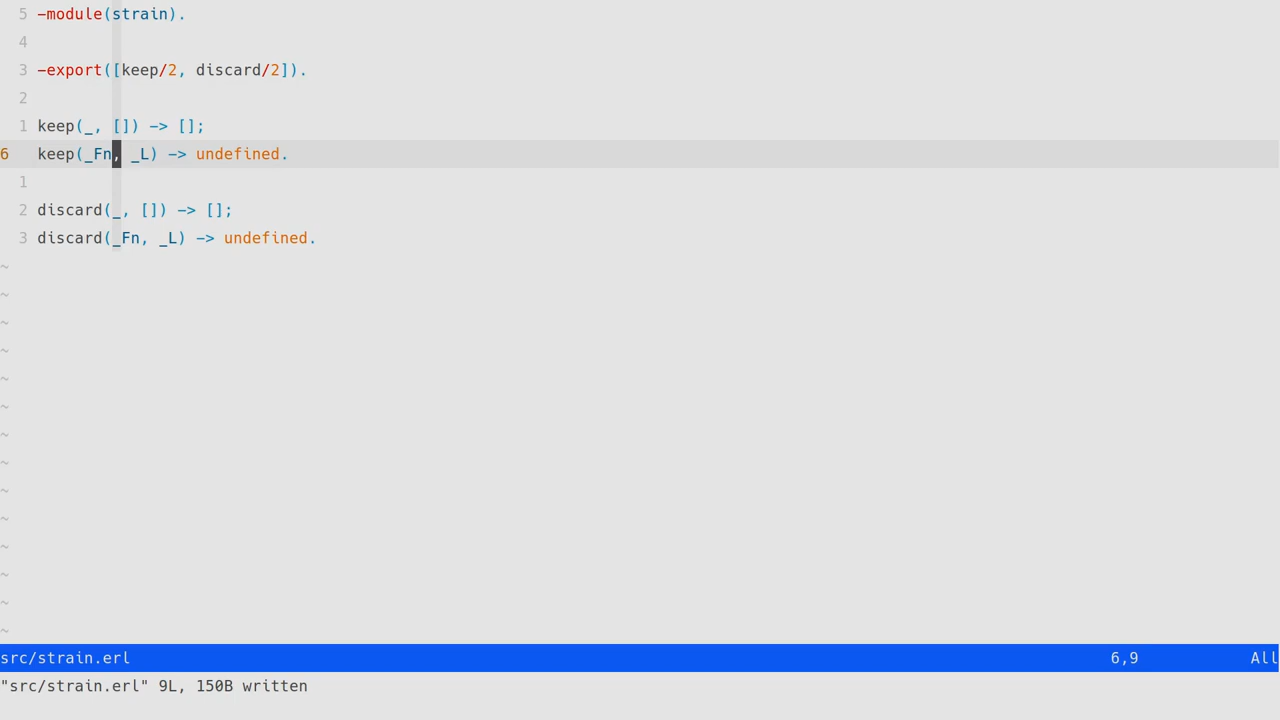 5 -module(strain).
4
3 -export([keep/2, discard/2]).
2
1 keep(_, []) -> [];
6 keep(_Fn, _L) -> undefined.
1
2 discard(_, []) -> [];
3 discard(_Fn, _L) -> undefined.
~
~
~
~
~
~
~
~
~
~
~
~
~
~
src/strain.erl 6,9 All
"src/strain.erl" 9L, 150B written